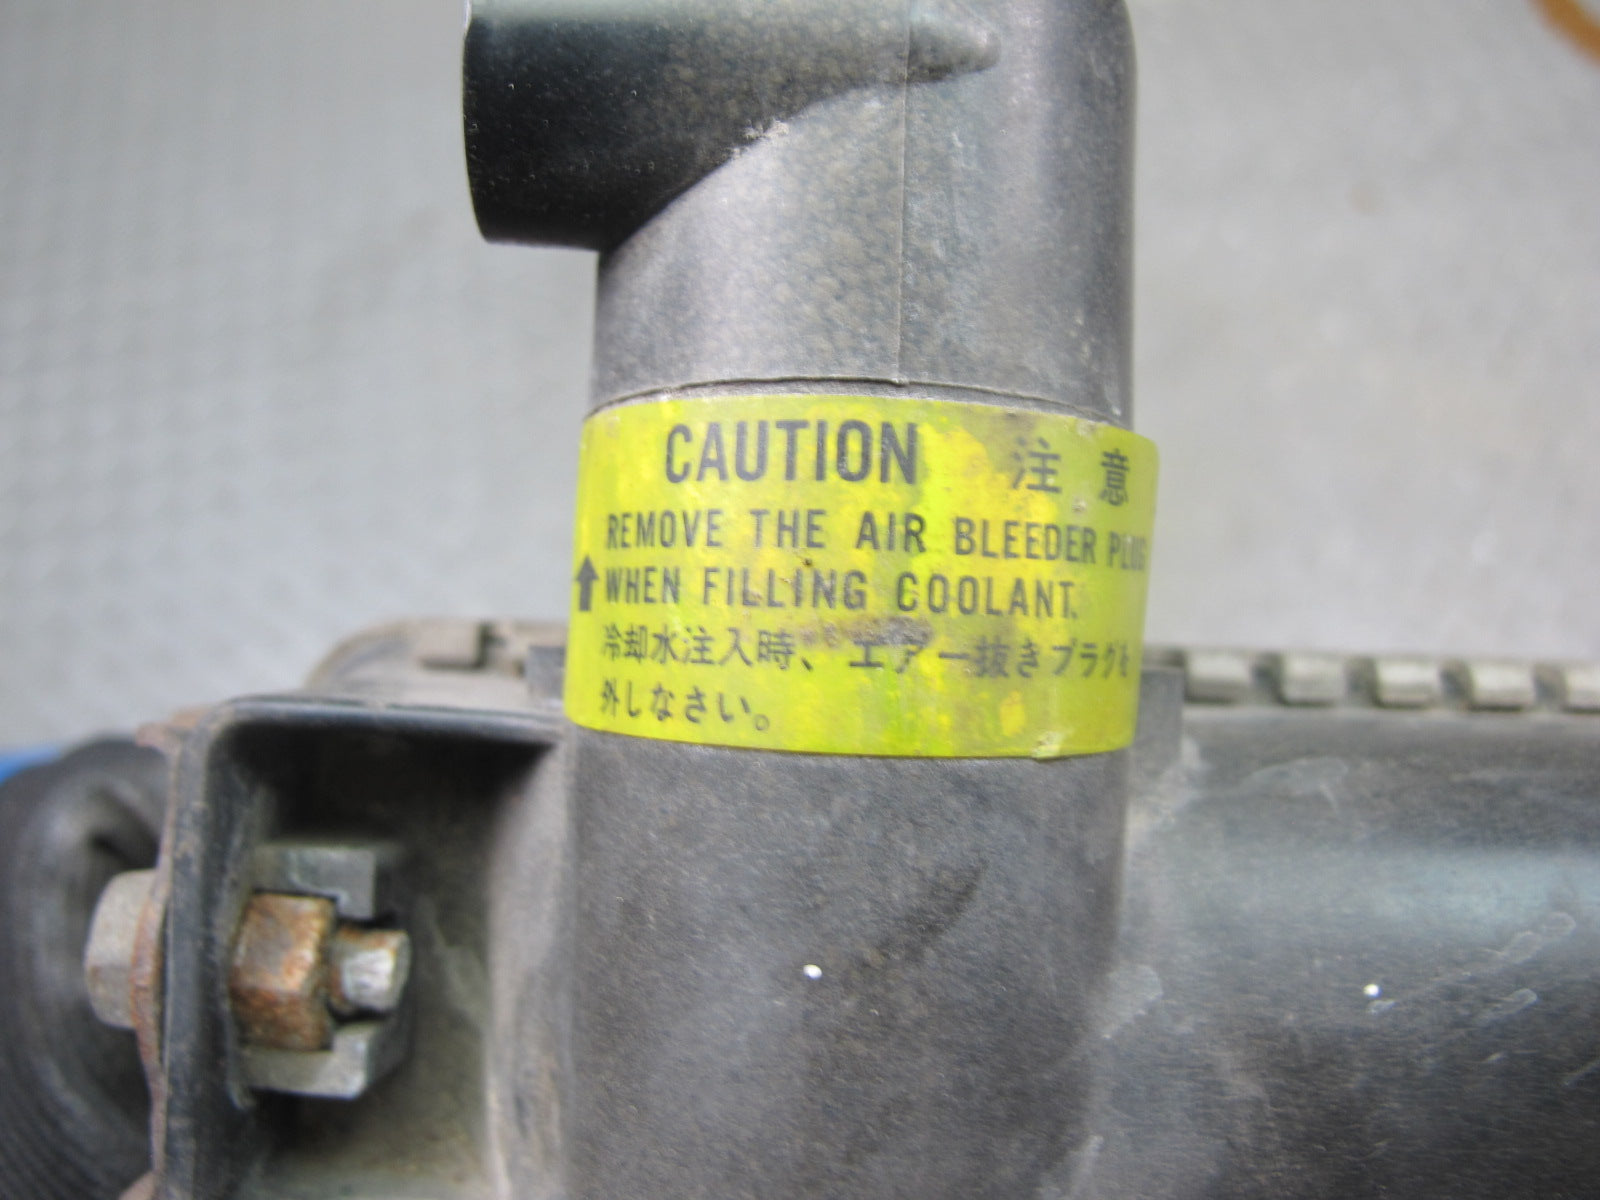 CAUTION 注意
REMOVE THE AIR BLEEDER PLUG
WHEN FILLING COOLANT.
冷却水注入時、エアー抜きプラグを
外しなさい。